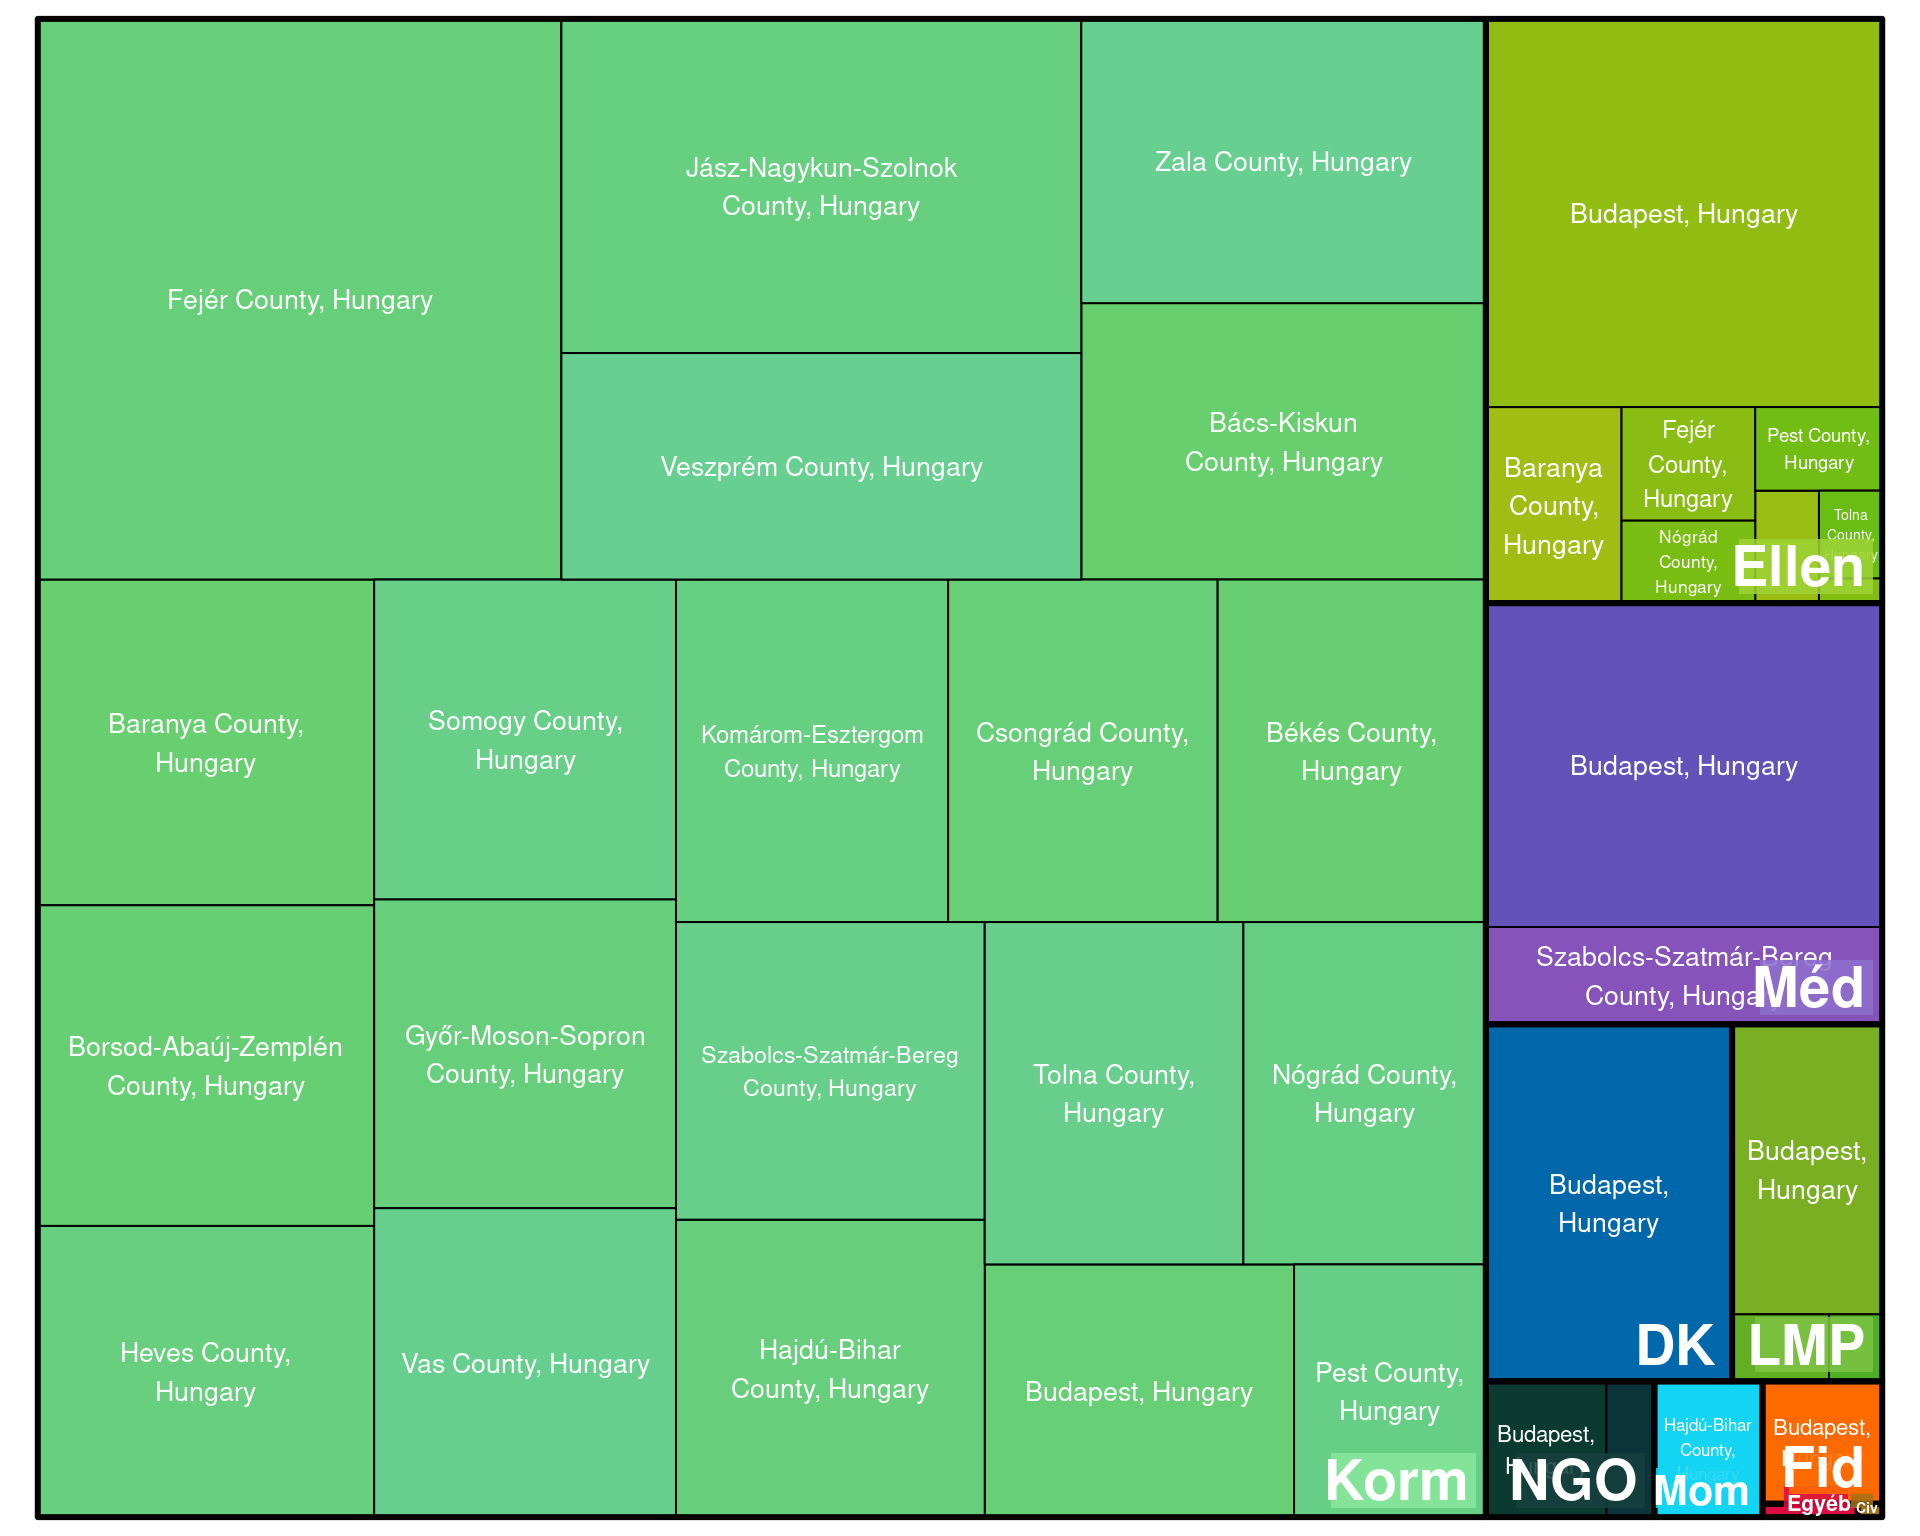 Fejér County, Hungary
Jász-Nagykun-Szolnok
County, Hungary
Zala County, Hungary
Veszprém County, Hungary
Bács-Kiskun
County, Hungary
Baranya County,
Hungary
Somogy County,
Hungary
Komárom-Esztergom
County, Hungary
Csongrád County,
Hungary
Békés County,
Hungary
Borsod-Abaúj-Zemplén
County, Hungary
Győr-Moson-Sopron
County, Hungary
Szabolcs-Szatmár-Bereg
County, Hungary
Tolna County,
Hungary
Nógrád County,
Hungary
Heves County,
Hungary
Vas County, Hungary
Hajdú-Bihar
County, Hungary
Budapest, Hungary
Pest County,
Hungary
Korm
Budapest, Hungary
Baranya
County,
Hungary
Fejér
County,
Hungary
Pest County,
Hungary
Nógrád
County,
Hungary
Tolna
County,
Hungary
Ellen
Budapest, Hungary
Szabolcs-Szatmár-Bereg
County, Hungary
Méd
Budapest,
Hungary
DK
Budapest,
Hungary
LMP
Budapest,
NGO
Hajdú-Bihar
County,
Hungary
Mom
Budapest,
Fid
Egyéb
Civ